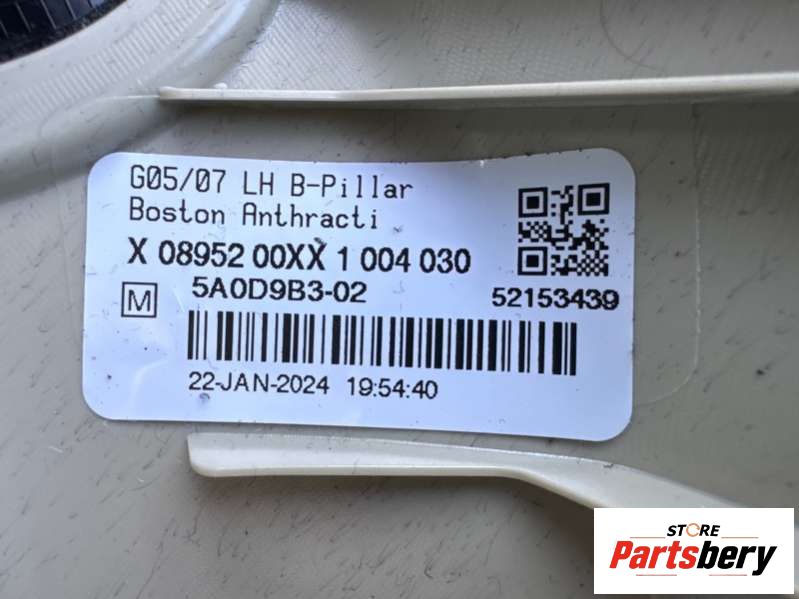 G05/07 LH B-Pillar
Boston Anthracti
X 08952 00XX 1 004 030
M
5A0D9B3-02
52153439
22-JAN-2024 19:54:40
STORE
Partsbery